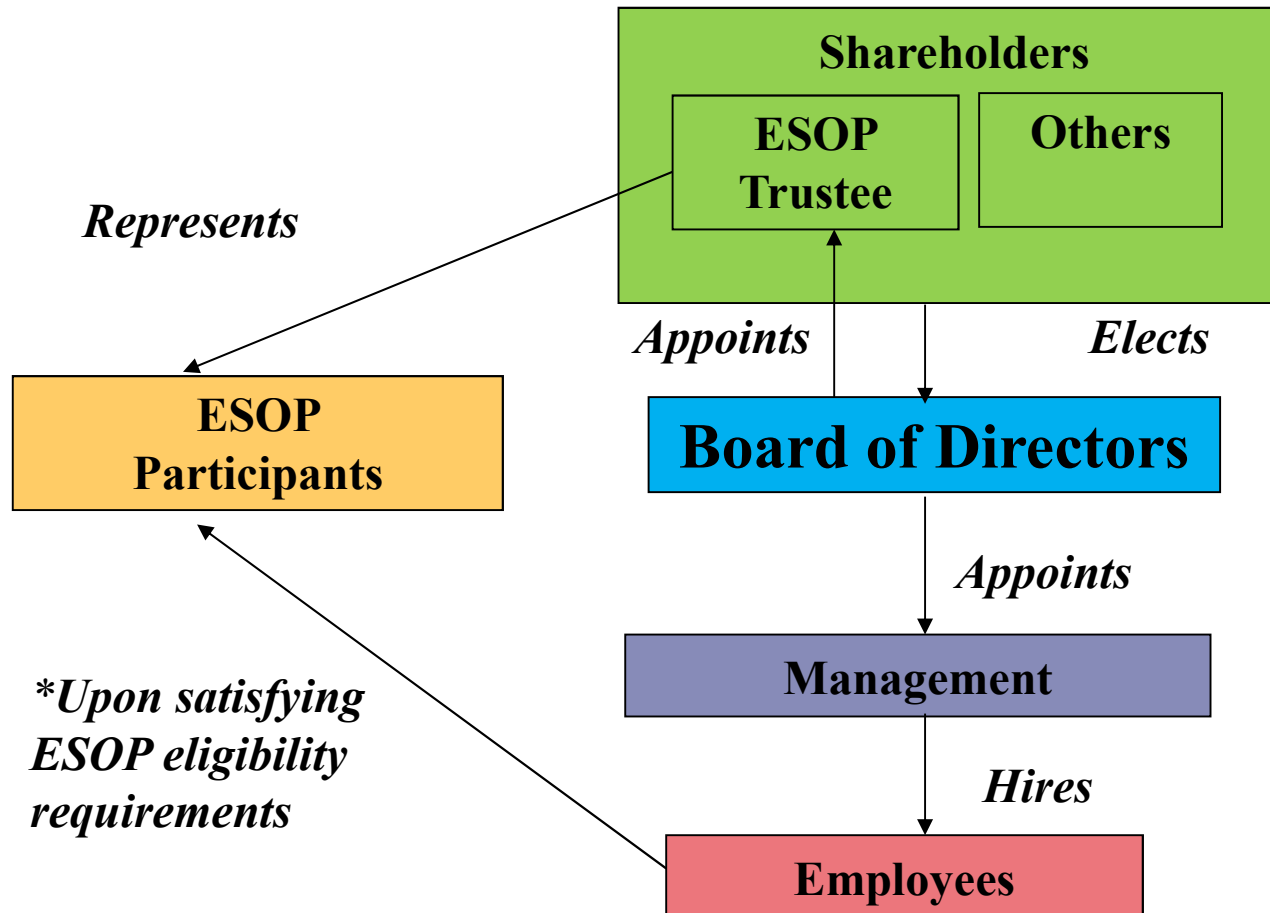 Shareholders
ESOP
Trustee
Others
Represents
Appoints
Elects
ESOP
Participants
Board of Directors
Appoints
Management
*Upon satisfying
ESOP eligibility
requirements
Hires
Employees